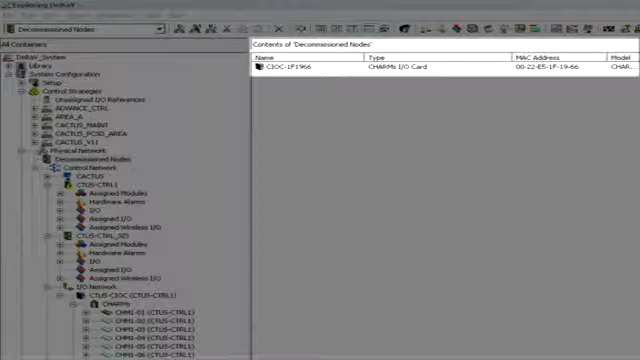 Exploring DeltaV
Decommissioned Nodes
All Containers
Contents of 'Decommissioned Nodes'
DeltaV_System
Library
System Configuration
Setup
Control Strategies
Unassigned I/O References
ADVANCE_CTRL
AREA_A
CACTUS_MAINT
CACTUS_PCSD_AREA
CACTUS_V11
Physical Network
Decommissioned Nodes
Control Network
CACTUS
CTUS-CTRL1
Assigned Modules
Hardware Alarms
I/O
Assigned I/O
Assigned Wireless I/O
CTUS-CTRL_SIS
Assigned Modules
Hardware Alarms
I/O
Assigned I/O
Assigned Wireless I/O
I/O Network
CTUS-CIOC (CTUS-CTRL1)
CHARMs
CHM1-01 (CTUS-CTRL1)
CHM1-02 (CTUS-CTRL1)
CHM1-03 (CTUS-CTRL1)
CHM1-04 (CTUS-CTRL1)
CHM1-05 (CTUS-CTRL1)
CHM1-06 (CTUS-CTRL1)
Name Type MAC Address Model
CIOC-1F1966 CHARMs I/O Card 00-22-E5-1F-19-66 CHAR...